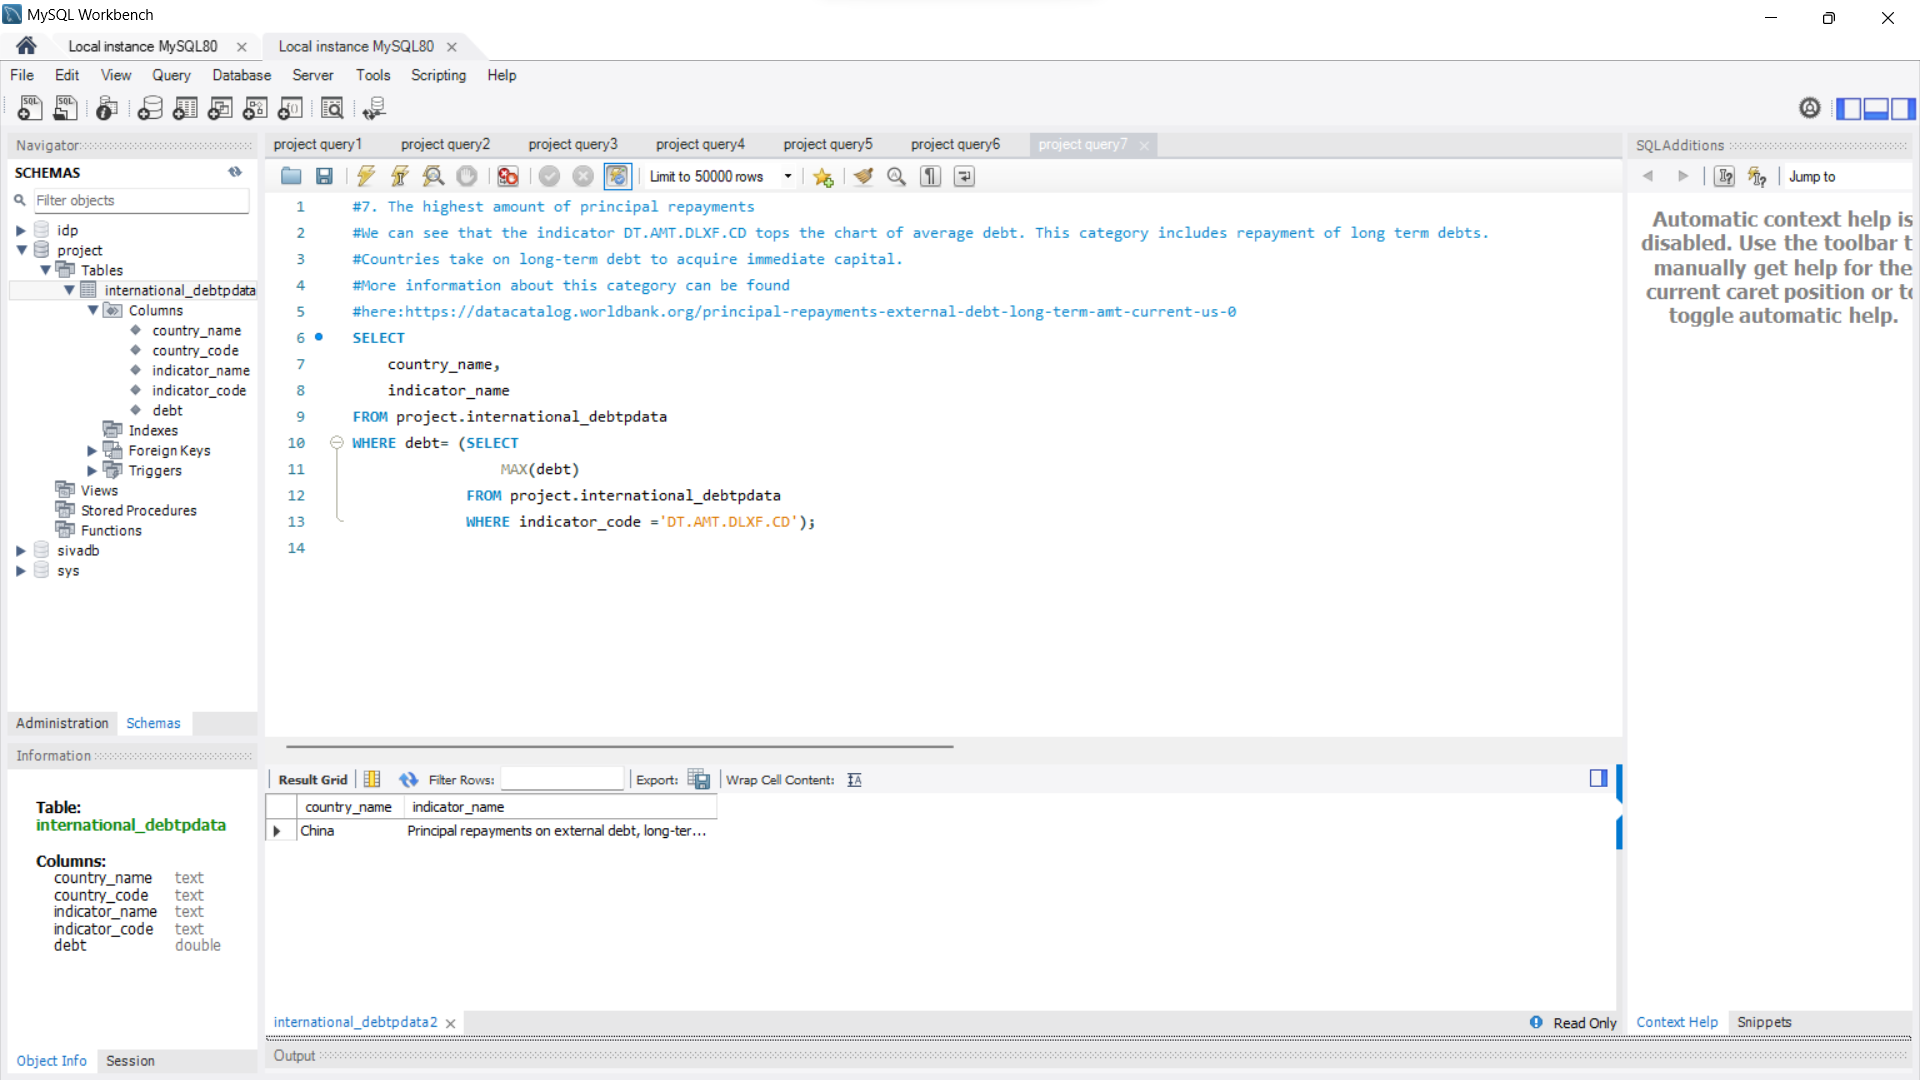 MySQL Workbench
Local instance MySQL80
Local instance MySQL80
File Edit View Query Database Server Tools Scripting Help
Navigator
SCHEMAS
Filter objects
idp
project
Tables
international_debtpdata
Columns
country_name
country_code
indicator_name
indicator_code
debt
Indexes
Foreign Keys
Triggers
Views
Stored Procedures
Functions
sivadb
sys
Administration Schemas
Information
Table:
international_debtpdata
Columns:
country_name text
country_code text
indicator_name text
indicator_code text
debt double
Object Info Session
project query1 project query2 project query3 project query4 project query5 project query6 project query7
Limit to 50000 rows
1 #7. The highest amount of principal repayments
2 #We can see that the indicator DT.AMT.DLXF.CD tops the chart of average debt. This category includes repayment of long term debts.
3 #Countries take on long-term debt to acquire immediate capital.
4 #More information about this category can be found
5 #here:https://datacatalog.worldbank.org/principal-repayments-external-debt-long-term-amt-current-us-0
6 SELECT
7 country_name,
8 indicator_name
9 FROM project.international_debtpdata
10 WHERE debt= (SELECT
11 MAX(debt)
12 FROM project.international_debtpdata
13 WHERE indicator_code ='DT.AMT.DLXF.CD');
14
Result Grid Filter Rows: Export: Wrap Cell Content:
country_name indicator_name
China Principal repayments on external debt, long-ter...
international_debtpdata2
Read Only
Output
SQLAdditions
Jump to
Automatic context help is
disabled. Use the toolbar t
manually get help for the
current caret position or to
toggle automatic help.
Context Help Snippets